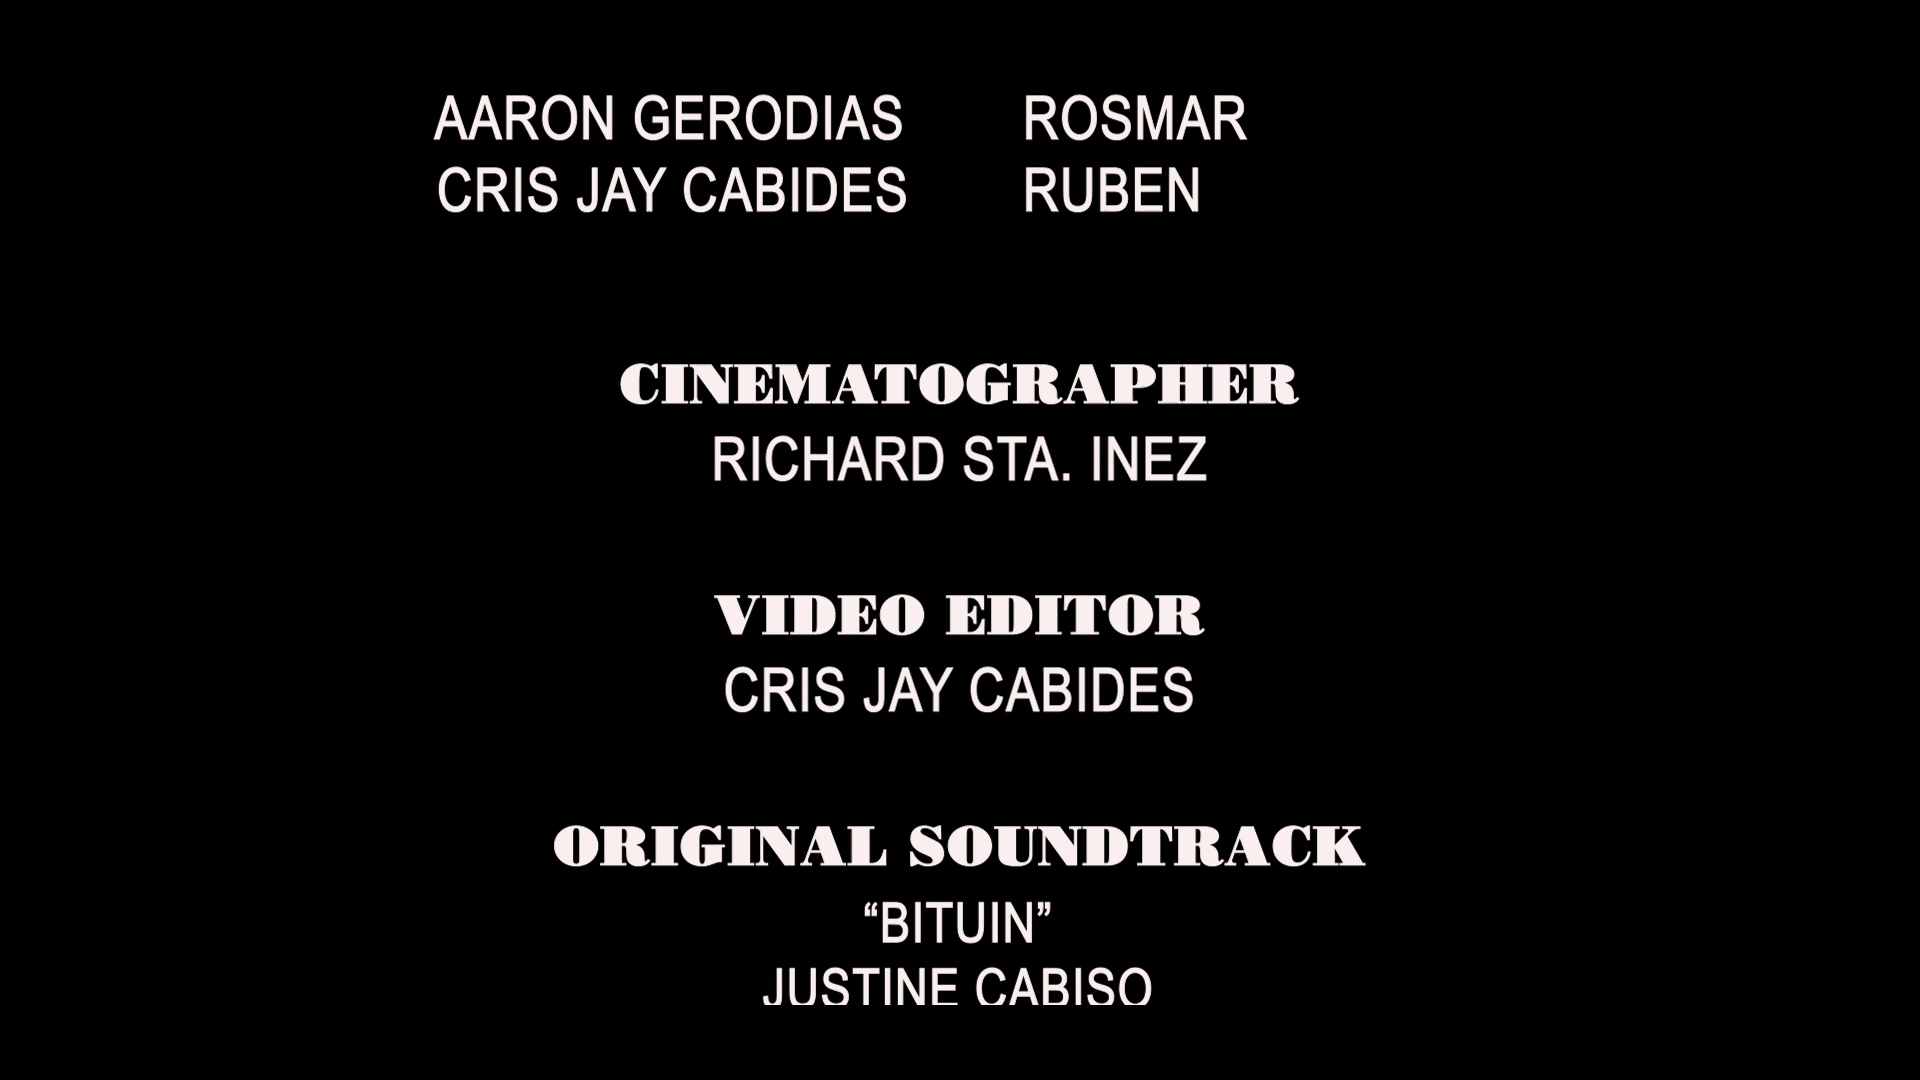 AARON GERODIAS ROSMAR
CRIS JAY CABIDES RUBEN
CINEMATOGRAPHER
RICHARD STA. INEZ
VIDEO EDITOR
CRIS JAY CABIDES
ORIGINAL SOUNDTRACK
“BITUIN”
JUSTINE CABISO